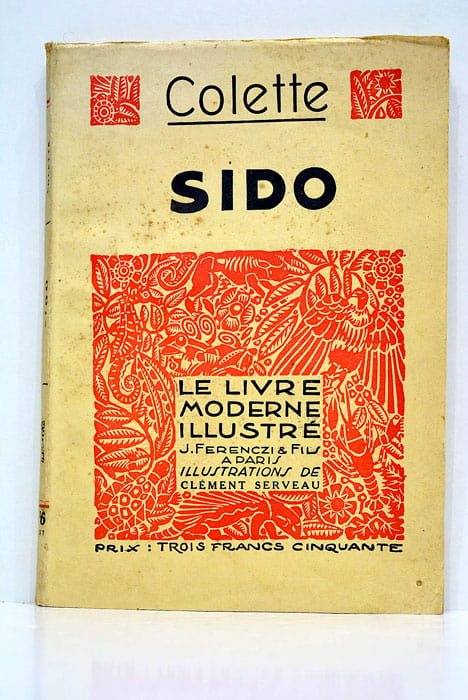 Colette
SIDO
LE LIVRE
MODERNE
ILLUSTRÉ
J. FERENCZI & FILS
A PARIS
ILLUSTRATIONS DE
CLÉMENT SERVEAU
PRIX : TROIS FRANCS CINQUANTE